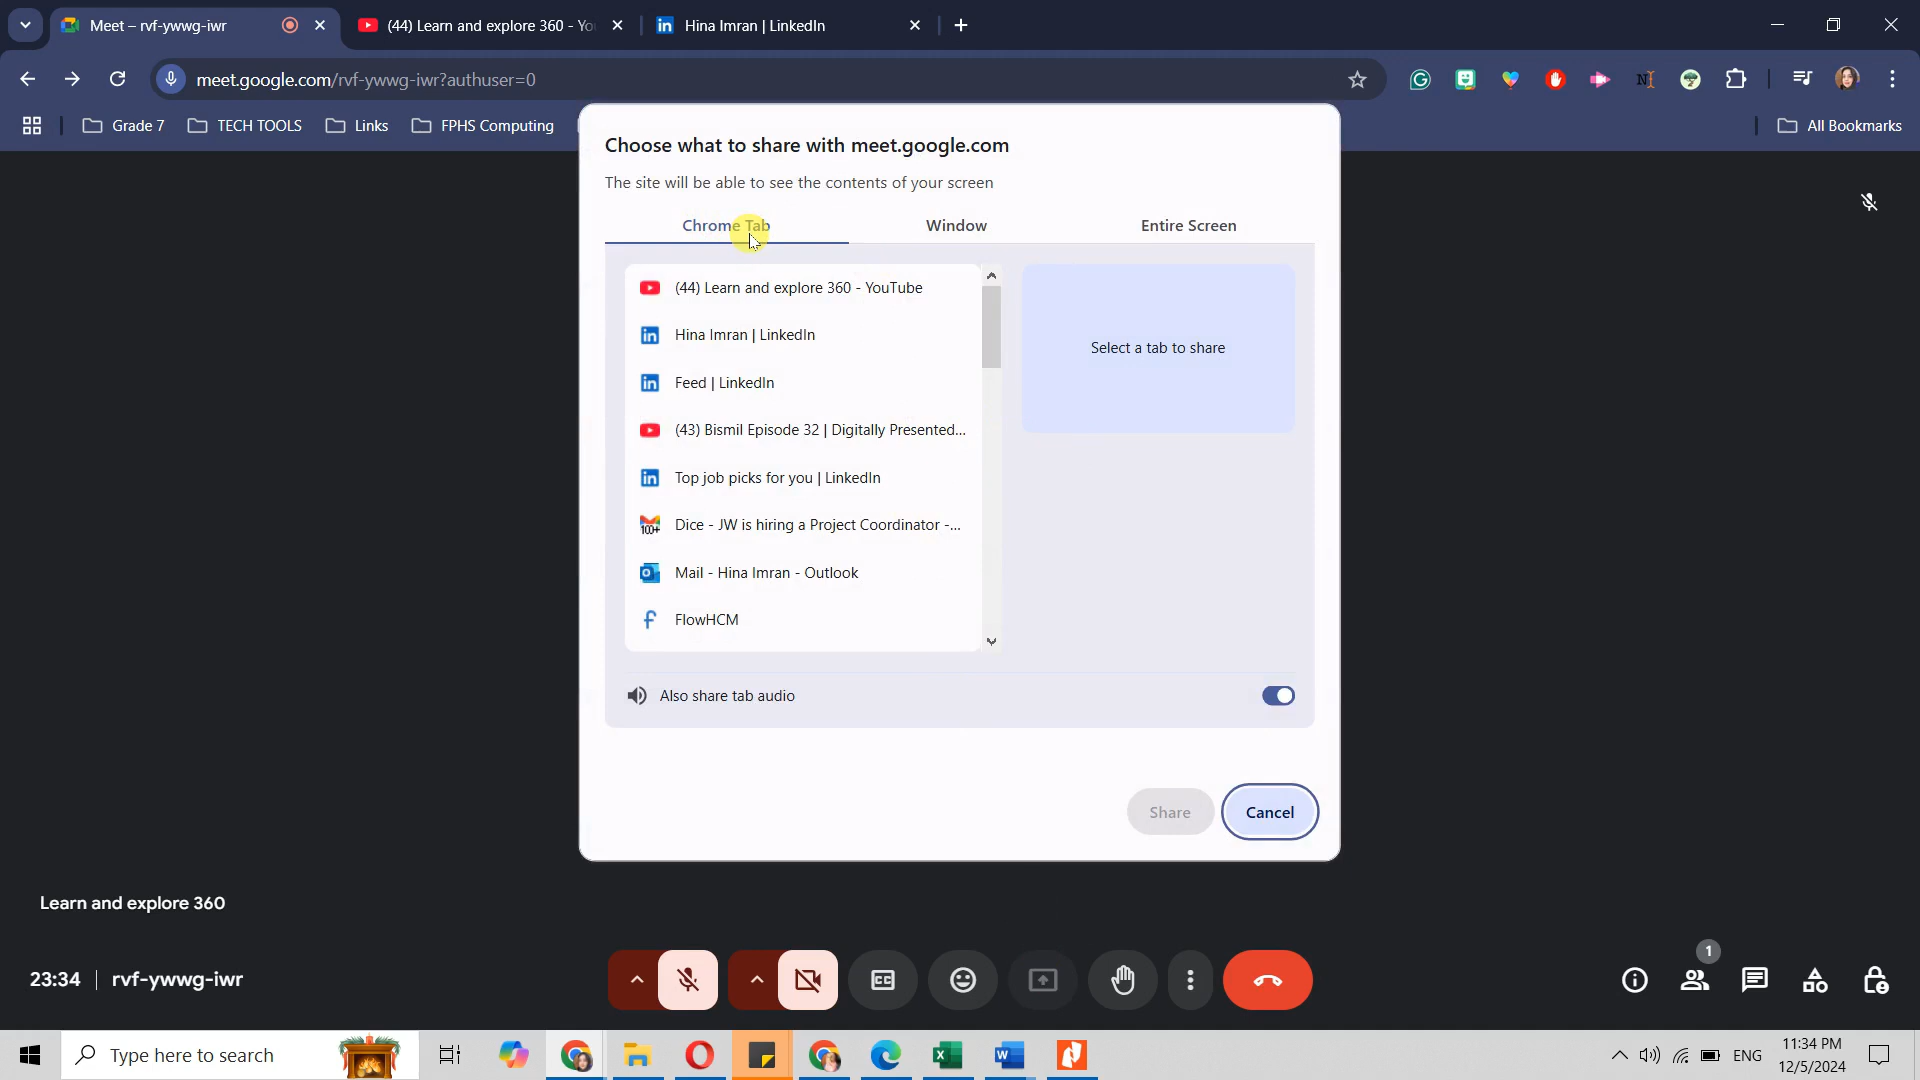 Meet – rvf-ywwg-iwr
(44) Learn and explore 360 - You
Hina Imran | LinkedIn
meet.google.com/rvf-ywwg-iwr?authuser=0
Grade 7
TECH TOOLS
Links
FPHS Computing
All Bookmarks
Choose what to share with meet.google.com
The site will be able to see the contents of your screen
Chrome Tab
Window
Entire Screen
(44) Learn and explore 360 - YouTube
Hina Imran | LinkedIn
Feed | LinkedIn
(43) Bismil Episode 32 | Digitally Presented...
Top job picks for you | LinkedIn
100+
Dice - JW is hiring a Project Coordinator -...
Mail - Hina Imran - Outlook
FlowHCM
Select a tab to share
Also share tab audio
Share
Cancel
Learn and explore 360
23:34 | rvf-ywwg-iwr
CC
1
Type here to search
ENG
11:34 PM
12/5/2024